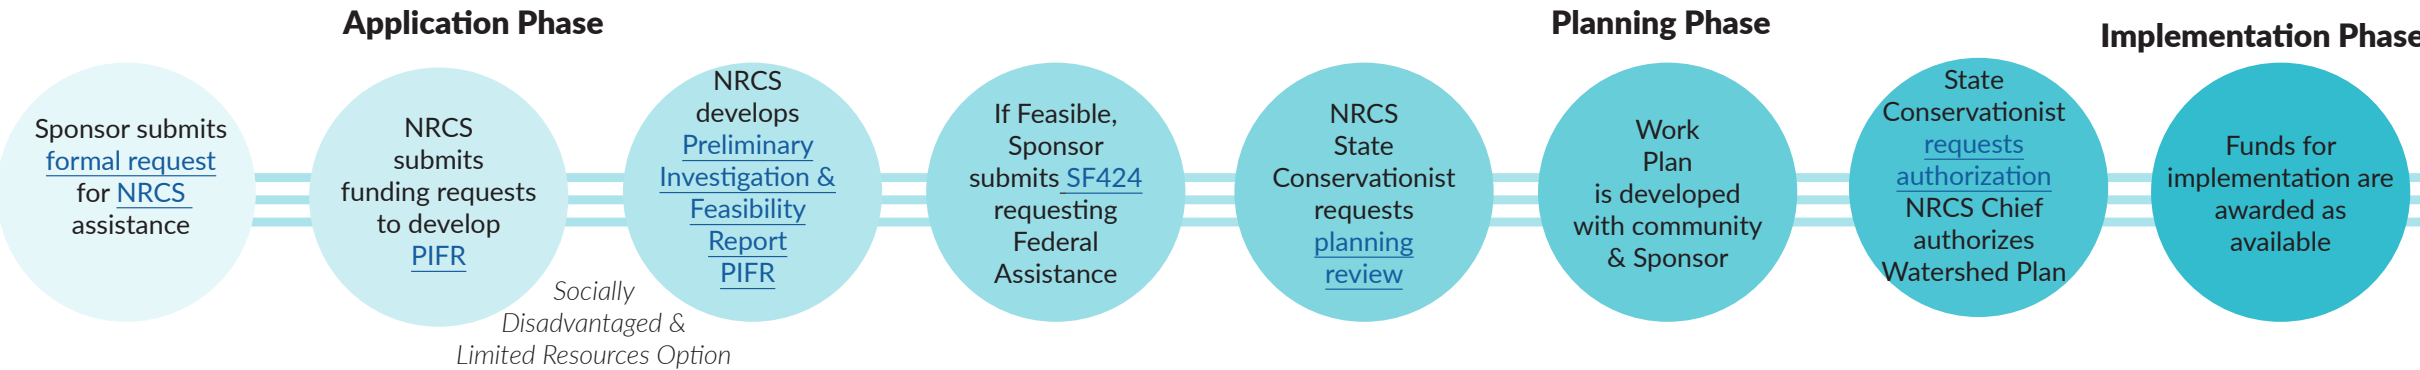 Application Phase
Planning Phase
Implementation Phase
Sponsor submits
formal request
for NRCS
assistance
NRCS
submits
funding requests
to develop
PIFR
Socially
Disadvantaged &
Limited Resources Option
NRCS
develops
Preliminary
Investigation &
Feasibility
Report
PIFR
If Feasible,
Sponsor
submits SF424
requesting
Federal
Assistance
NRCS
State
Conservationist
requests
planning
review
Work
Plan
is developed
with community
& Sponsor
State
Conservationist
requests
authorization
NRCS Chief
authorizes
Watershed Plan
Funds for
implementation are
awarded as
available